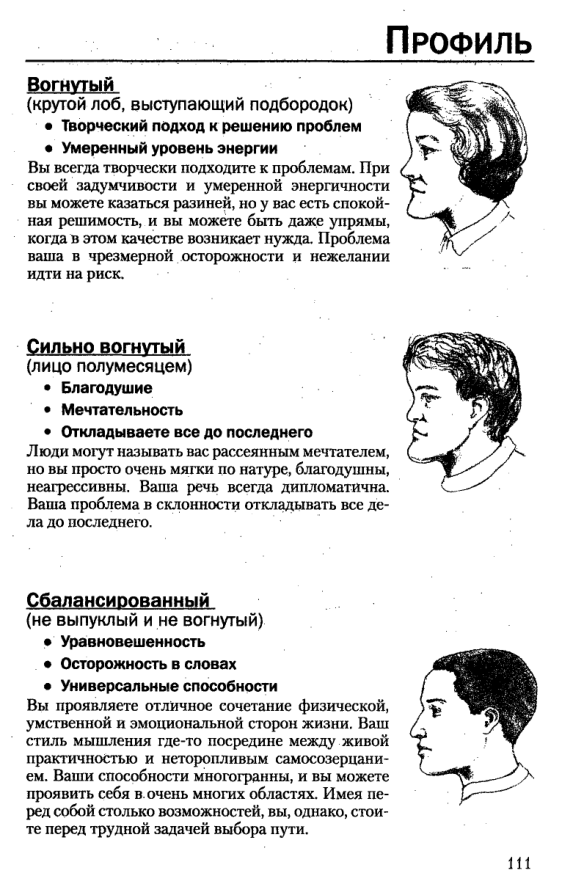 ПРОФИЛЬ
Вогнутый
(крутой лоб, выступающий подбородок)
• Творческий подход к решению проблем
• Умеренный уровень энергии
Вы всегда творчески подходите к проблемам. При
своей задумчивости и умеренной энергичности
вы можете казаться разиней, но у вас есть спокой-
ная решимость, и вы можете быть даже упрямы,
когда в этом качестве возникает нужда. Проблема
ваша в чрезмерной осторожности и нежелании
идти на риск.
Сильно вогнутый
(лицо полумесяцем)
• Благодушие
• Мечтательность
• Откладываете все до последнего
Люди могут называть вас рассеянным мечтателем,
но вы просто очень мягки по натуре, благодушны,
неагрессивны. Ваша речь всегда дипломатична.
Ваша проблема в склонности откладывать все де-
ла до последнего.
Сбалансированный
(не выпуклый и не вогнутый)
• Уравновешенность
• Осторожность в словах
• Универсальные способности
Вы проявляете отличное сочетание физической,
умственной и эмоциональной сторон жизни. Ваш
стиль мышления где-то посредине между живой
практичностью и неторопливым самосозерцани-
ем. Ваши способности многогранны, и вы можете
проявить себя в очень многих областях. Имея пе-
ред собой столько возможностей, вы, однако, стои-
те перед трудной задачей выбора пути.
111